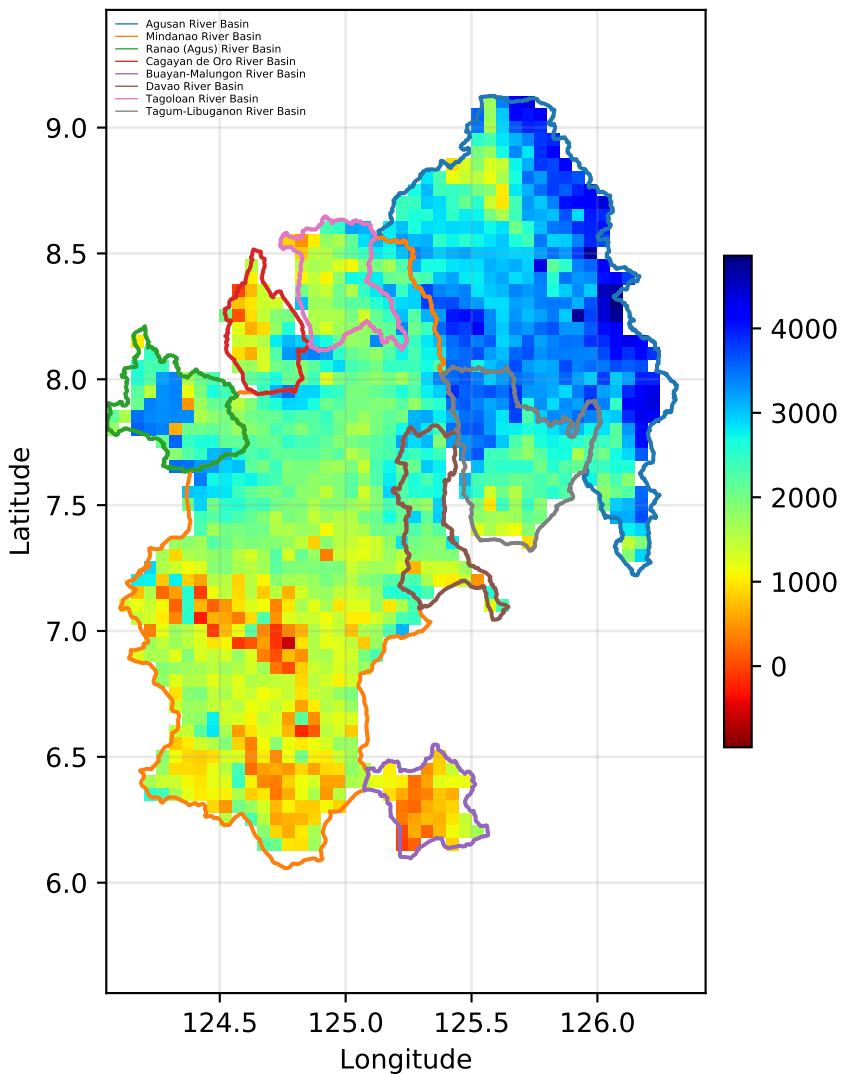 Agusan River Basin
Mindanao River Basin
Ranao (Agus) River Basin
Cagayan de Oro River Basin
Buayan-Malungon River Basin
Davao River Basin
Tagoloan River Basin
Tagum-Libuganon River Basin
9.0
8.5
8.0
7.5
7.0
6.5
6.0
Latitude
4000
3000
2000
1000
0
124.5 125.0 125.5 126.0
Longitude